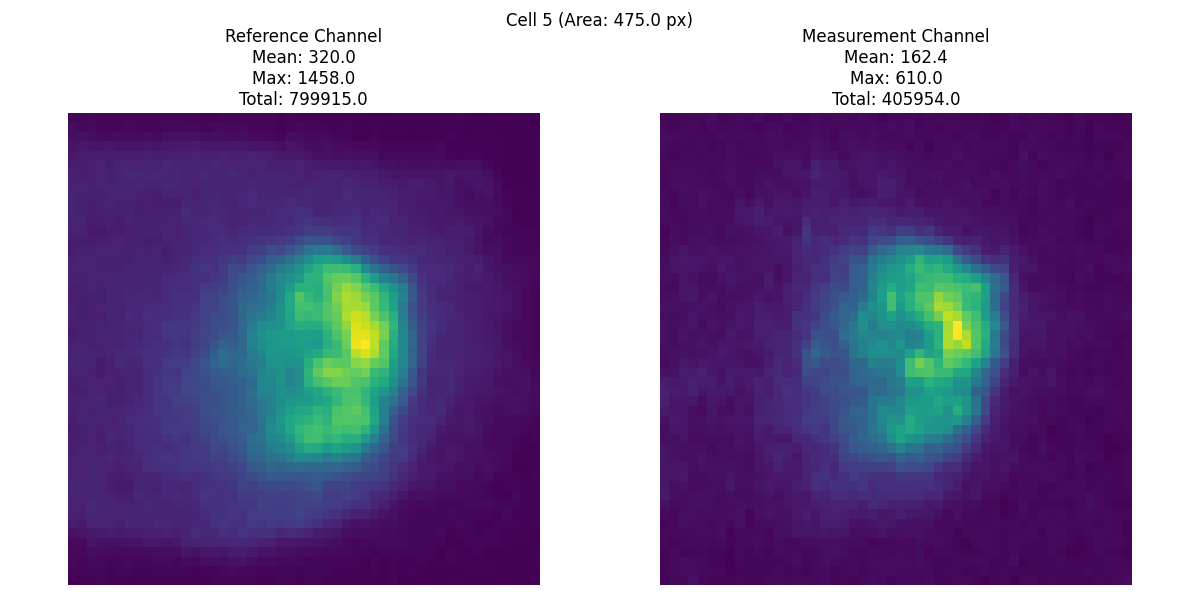 Cell 5 (Area: 475.0 px)
Reference Channel
Mean: 320.0
Max: 1458.0
Total: 799915.0
Measurement Channel
Mean: 162.4
Max: 610.0
Total: 405954.0